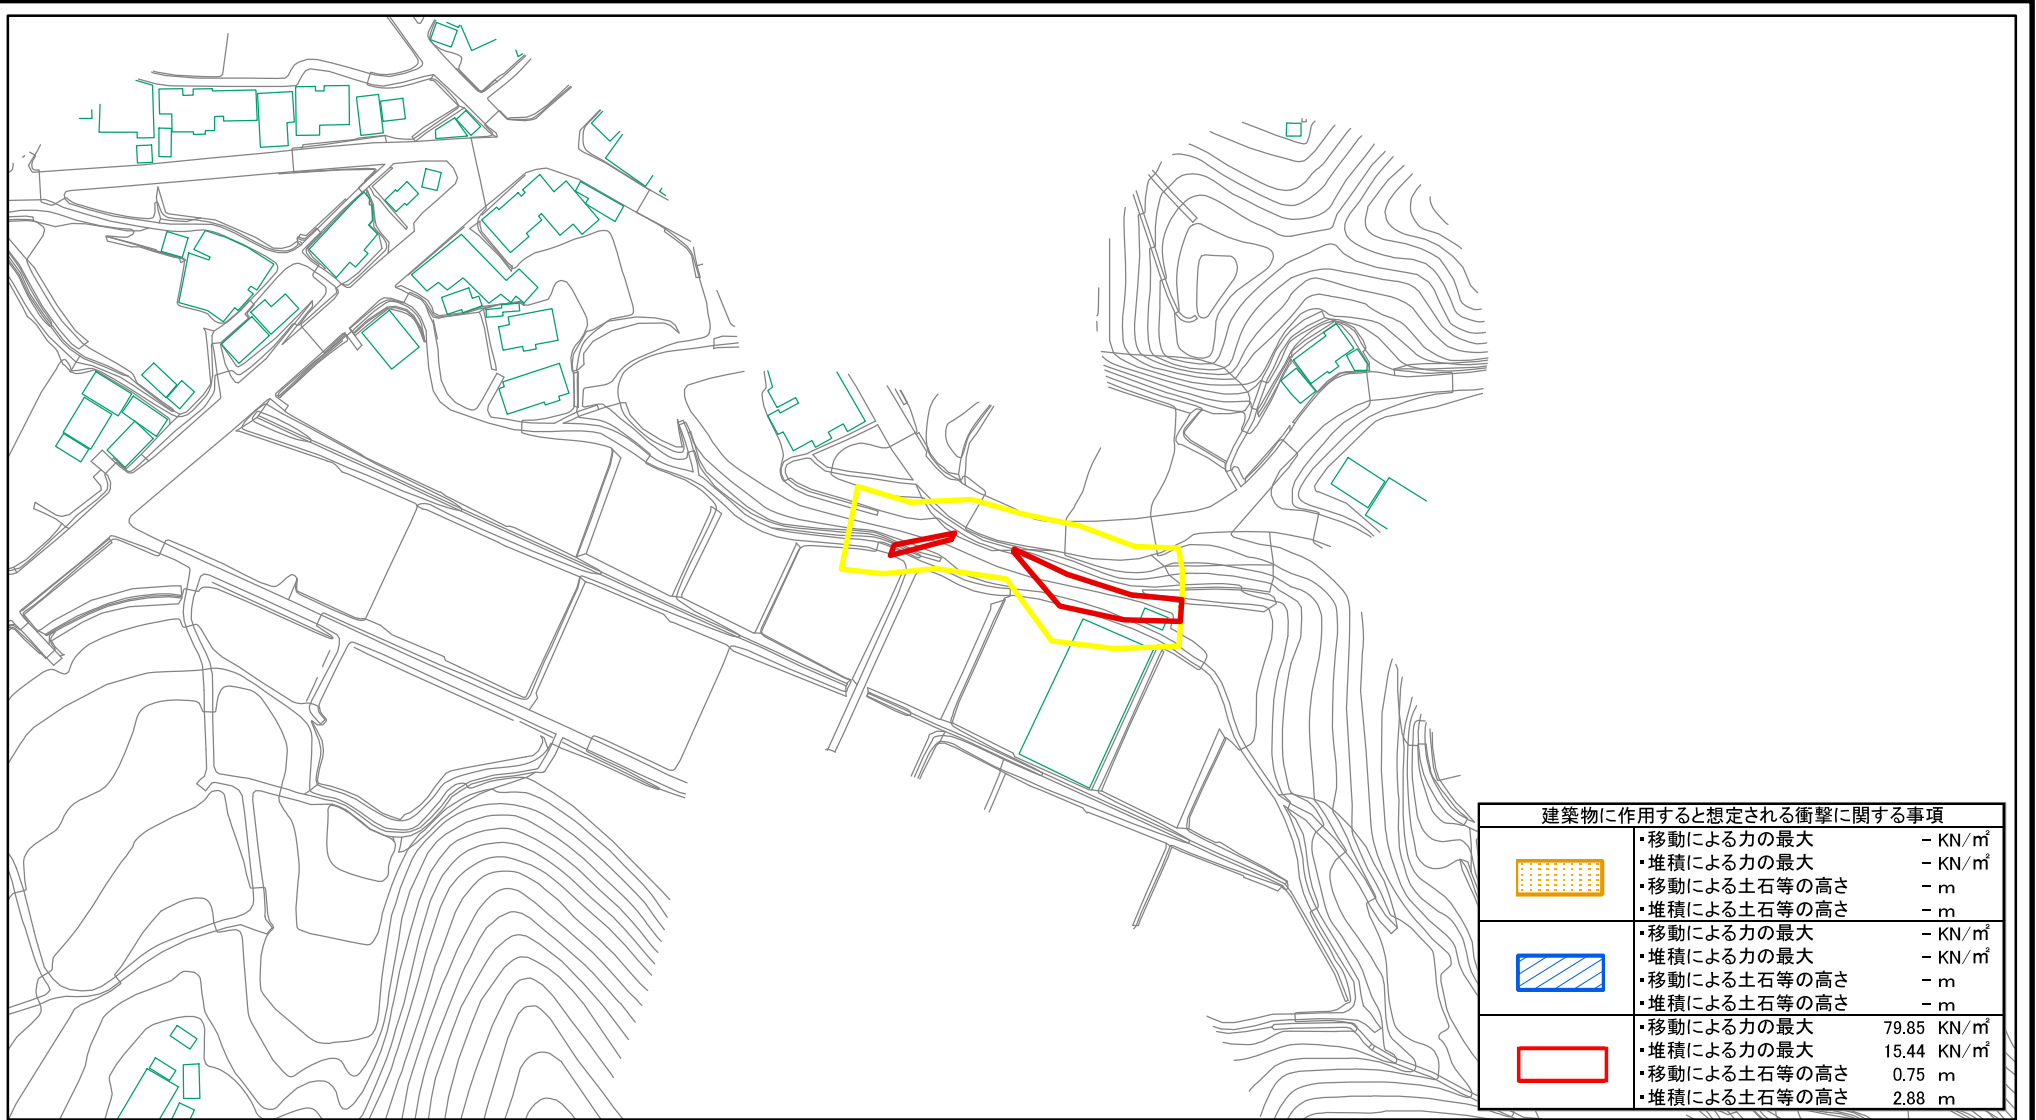 建築物に作用すると想定される衝撃に関する事項
・移動による力の最大 - KN/㎡
・堆積による力の最大 - KN/㎡
・移動による土石等の高さ - m
・堆積による土石等の高さ - m
・移動による力の最大 - KN/㎡
・堆積による力の最大 - KN/㎡
・移動による土石等の高さ - m
・堆積による土石等の高さ - m
・移動による力の最大 79.85 KN/㎡
・堆積による力の最大 15.44 KN/㎡
・移動による土石等の高さ 0.75 m
・堆積による土石等の高さ 2.88 m